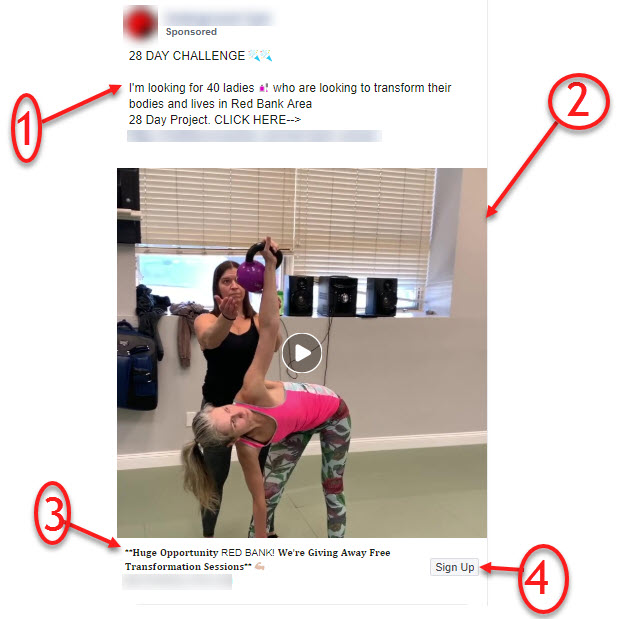 Sponsored
28 DAY CHALLENGE
1
I'm looking for 40 ladies who are looking to transform their
bodies and lives in Red Bank Area
28 Day Project. CLICK HERE-->
2
3
**Huge Opportunity RED BANK! We're Giving Away Free
Transformation Sessions**
Sign Up
4